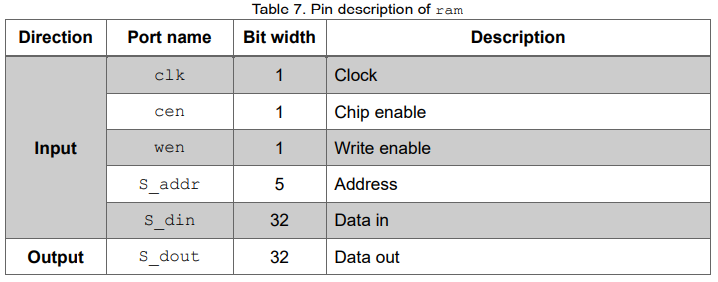 Table 7. Pin description of ram
Direction Port name Bit width Description
clk 1 Clock
cen 1 Chip enable
Input wen 1 Write enable
S_addr 5 Address
S_din 32 Data in
Output S_dout 32 Data out